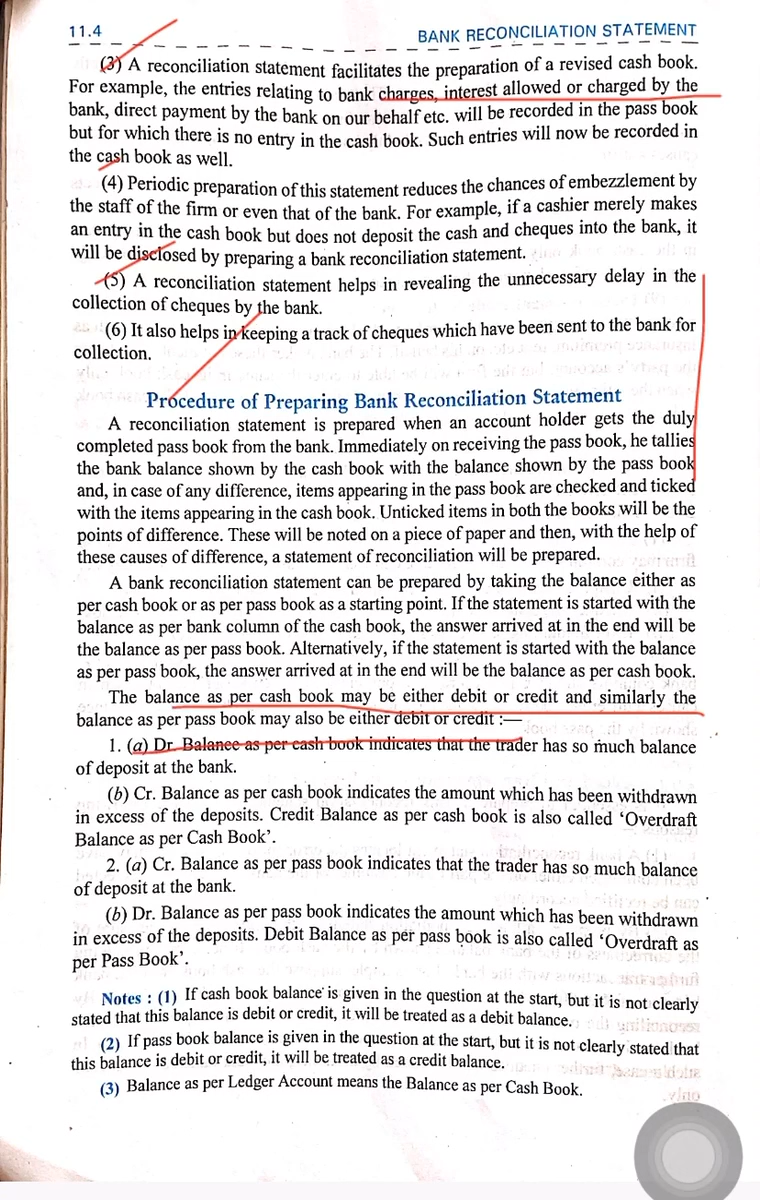 11.4
BANK RECONCILIATION STATEMENT
(3) A reconciliation statement facilitates the preparation of a revised cash book.
For example, the entries relating to bank charges, interest allowed or charged by the
bank, direct payment by the bank on our behalf etc. will be recorded in the pass book
but for which there is no entry in the cash book. Such entries will now be recorded in
the cash book as well.
(4) Periodic preparation of this statement reduces the chances of embezzlement by
the staff of the firm or even that of the bank. For example, if a cashier merely makes
an entry in the cash book but does not deposit the cash and cheques into the bank, it
will be disclosed by preparing a bank reconciliation statement.
(5) A reconciliation statement helps in revealing the unnecessary delay in the
collection of cheques by the bank.
(6) It also helps in keeping a track of cheques which have been sent to the bank for
collection.
Procedure of Preparing Bank Reconciliation Statement
A reconciliation statement is prepared when an account holder gets the duly
completed pass book from the bank. Immediately on receiving the pass book, he tallies
the bank balance shown by the cash book with the balance shown by the pass book
and, in case of any difference, items appearing in the pass book are checked and ticked
with the items appearing in the cash book. Unticked items in both the books will be the
points of difference. These will be noted on a piece of paper and then, with the help of
these causes of difference, a statement of reconciliation will be prepared.
A bank reconciliation statement can be prepared by taking the balance either as
per cash book or as per pass book as a starting point. If the statement is started with the
balance as per bank column of the cash book, the answer arrived at in the end will be
the balance as per pass book. Alternatively, if the statement is started with the balance
as per pass book, the answer arrived at in the end will be the balance as per cash book.
The balance as per cash book may be either debit or credit and similarly the
balance as per pass book may also be either debit or credit :—
1. (a) Dr. Balance as per cash book indicates that the trader has so much balance
of deposit at the bank.
(b) Cr. Balance as per cash book indicates the amount which has been withdrawn
in excess of the deposits. Credit Balance as per cash book is also called ‘Overdraft
Balance as per Cash Book’.
2. (a) Cr. Balance as per pass book indicates that the trader has so much balance
of deposit at the bank.
(b) Dr. Balance as per pass book indicates the amount which has been withdrawn
in excess of the deposits. Debit Balance as per pass book is also called ‘Overdraft as
per Pass Book’.
Notes : (1) If cash book balance is given in the question at the start, but it is not clearly
stated that this balance is debit or credit, it will be treated as a debit balance.
(2) If pass book balance is given in the question at the start, but it is not clearly stated that
this balance is debit or credit, it will be treated as a credit balance.
(3) Balance as per Ledger Account means the Balance as per Cash Book.